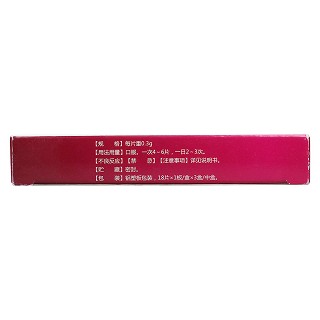 【规　格】每片重0.3g
【用法用量】口服。一次4~6片，一日2~3次。
【不良反应】【禁　忌】【注意事项】详见说明书。
【贮　藏】密封。
【包　装】铝塑板包装，18片×1板/盒×3盒/中盒。